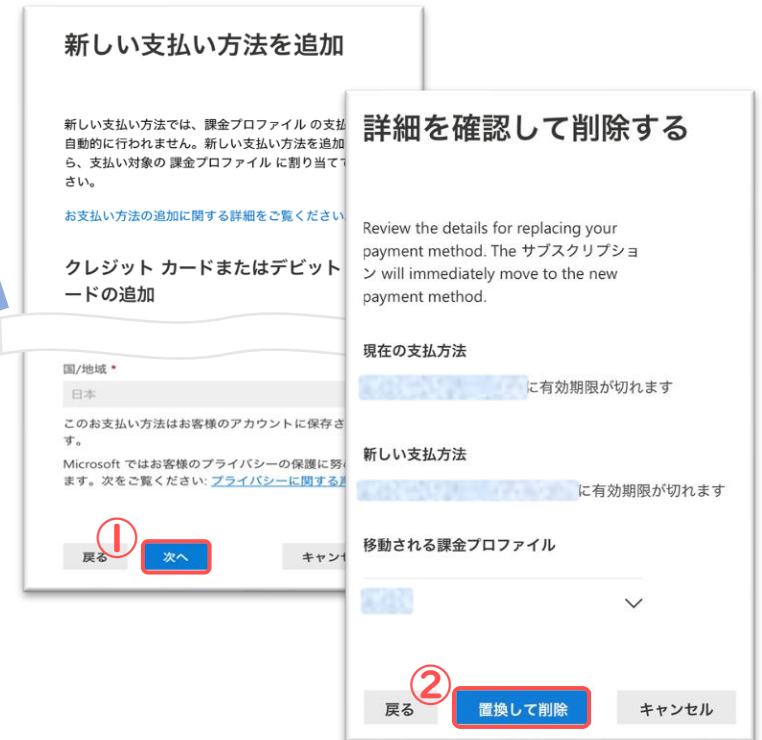 新しい支払い方法を追加
新しい支払い方法では、課金プロファイル の支払
自動的に行われません。新しい支払い方法を追加
ら、支払い対象の 課金プロファイル に割り当てて
さい。
お支払い方法の追加に関する詳細をご覧ください
クレジット カードまたはデビット
ードの追加
国/地域 *
日本
このお支払い方法はお客様のアカウントに保存さ
す。
Microsoft ではお客様のプライバシーの保護に努め
ます。次をご覧ください: プライバシーに関する声
①
戻る
次へ
キャンセ
詳細を確認して削除する
Review the details for replacing your
payment method. The サブスクリプショ
ン will immediately move to the new
payment method.
現在の支払方法
に有効期限が切れます
新しい支払方法
に有効期限が切れます
移動される課金プロファイル
②
戻る
置換して削除
キャンセル